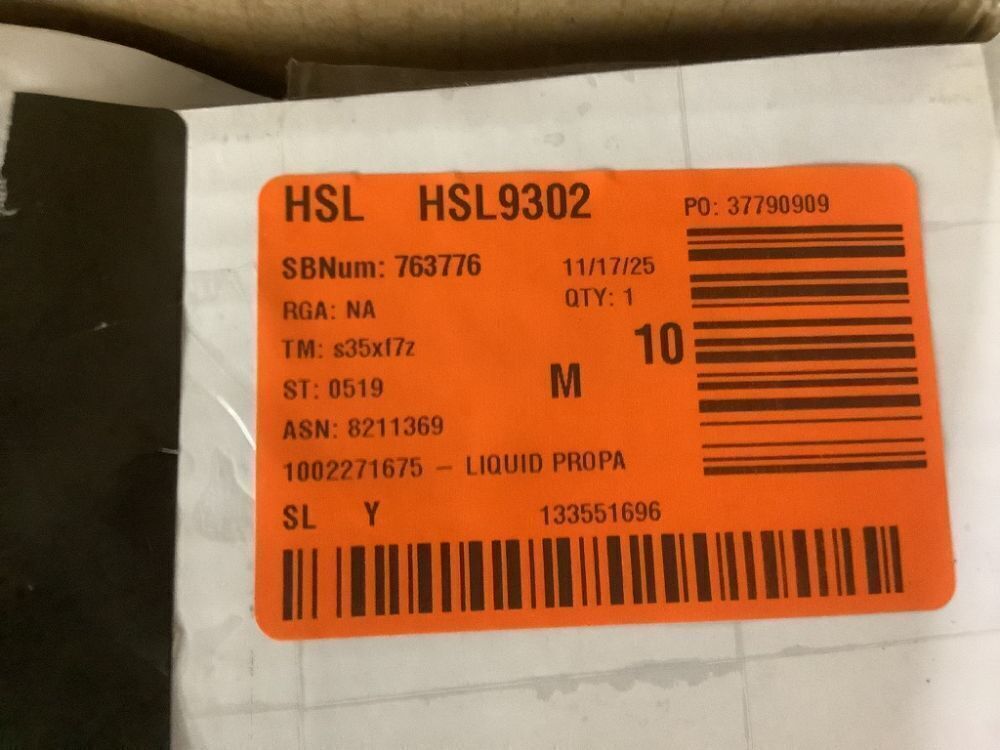 HSL HSL9302 PO: 37790909
SBNum: 763776 11/17/25
RGA: NA QTY: 1
TM: s35xf7z 10
ST: 0519 M
ASN: 8211369
1002271675 – LIQUID PROPA
SL Y 133551696